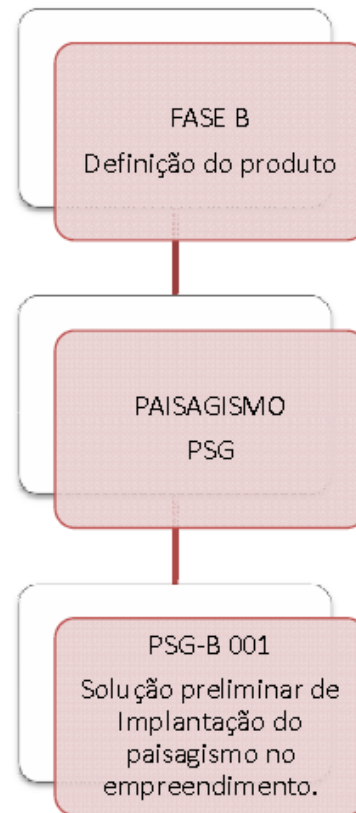 FASE B
Definição do produto
PAISAGISMO
PSG
PSG-B 001
Solução preliminar de
Implantação do
paisagismo no
empreendimento.